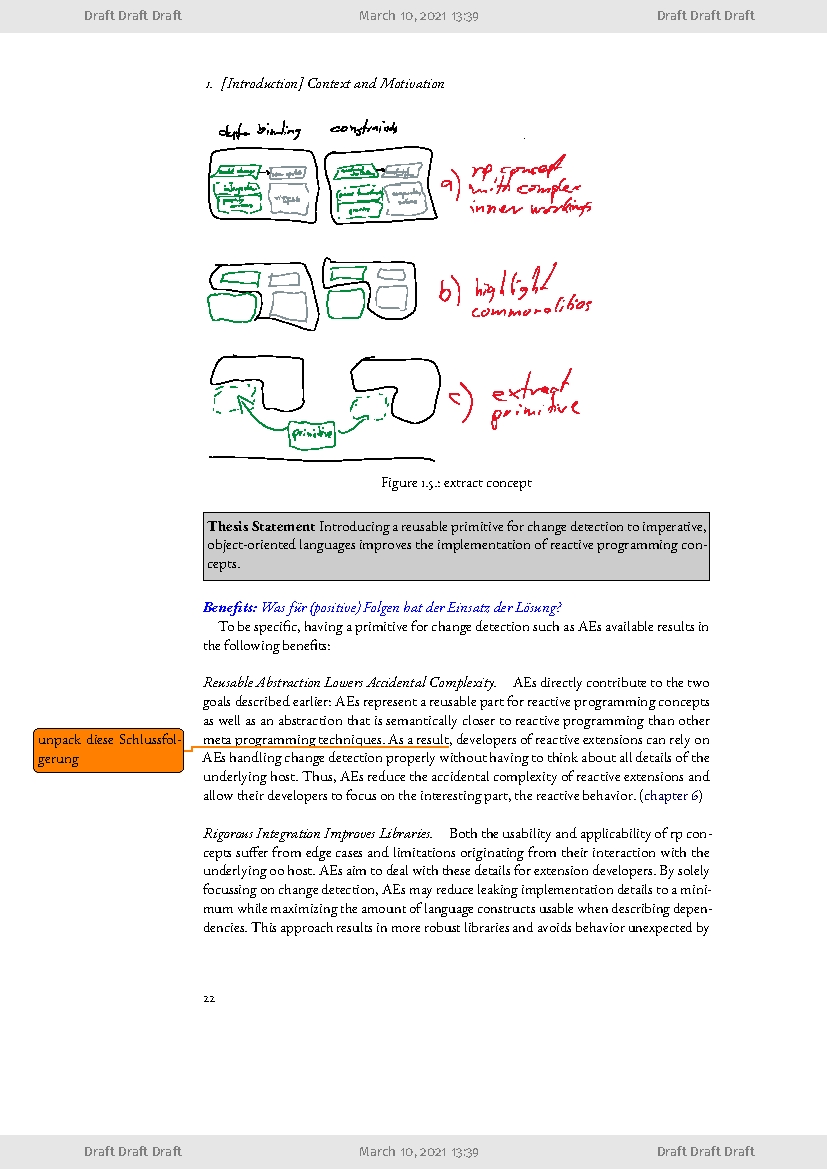 Draft Draft Draft March 10, 2021 13:39 Draft Draft Draft
1. [Introduction] Context and Motivation
binding constraints
a) rp concept
with complex
inner workings
b) highlight
commonalities
c) extract
primitive
primitive
Figure 1.5.: extract concept
Thesis Statement Introducing a reusable primitive for change detection to imperative,
object-oriented languages improves the implementation of reactive programming con-
cepts.
Benefits: Was für (positive) Folgen hat der Einsatz der Lösung?
To be specific, having a primitive for change detection such as AEs available results in
the following benefits:
Reusable Abstraction Lowers Accidental Complexity. AEs directly contribute to the two
goals described earlier: AEs represent a reusable part for reactive programming concepts
as well as an abstraction that is semantically closer to reactive programming than other
meta programming techniques. As a result, developers of reactive extensions can rely on
AEs handling change detection properly without having to think about all details of the
underlying host. Thus, AEs reduce the accidental complexity of reactive extensions and
allow their developers to focus on the interesting part, the reactive behavior. (chapter 6)
unpack diese Schlussfol-
gerung
Rigorous Integration Improves Libraries. Both the usability and applicability of rp con-
cepts suffer from edge cases and limitations originating from their interaction with the
underlying oo host. AEs aim to deal with these details for extension developers. By solely
focussing on change detection, AEs may reduce leaking implementation details to a mini-
mum while maximizing the amount of language constructs usable when describing depen-
dencies. This approach results in more robust libraries and avoids behavior unexpected by
22
Draft Draft Draft March 10, 2021 13:39 Draft Draft Draft